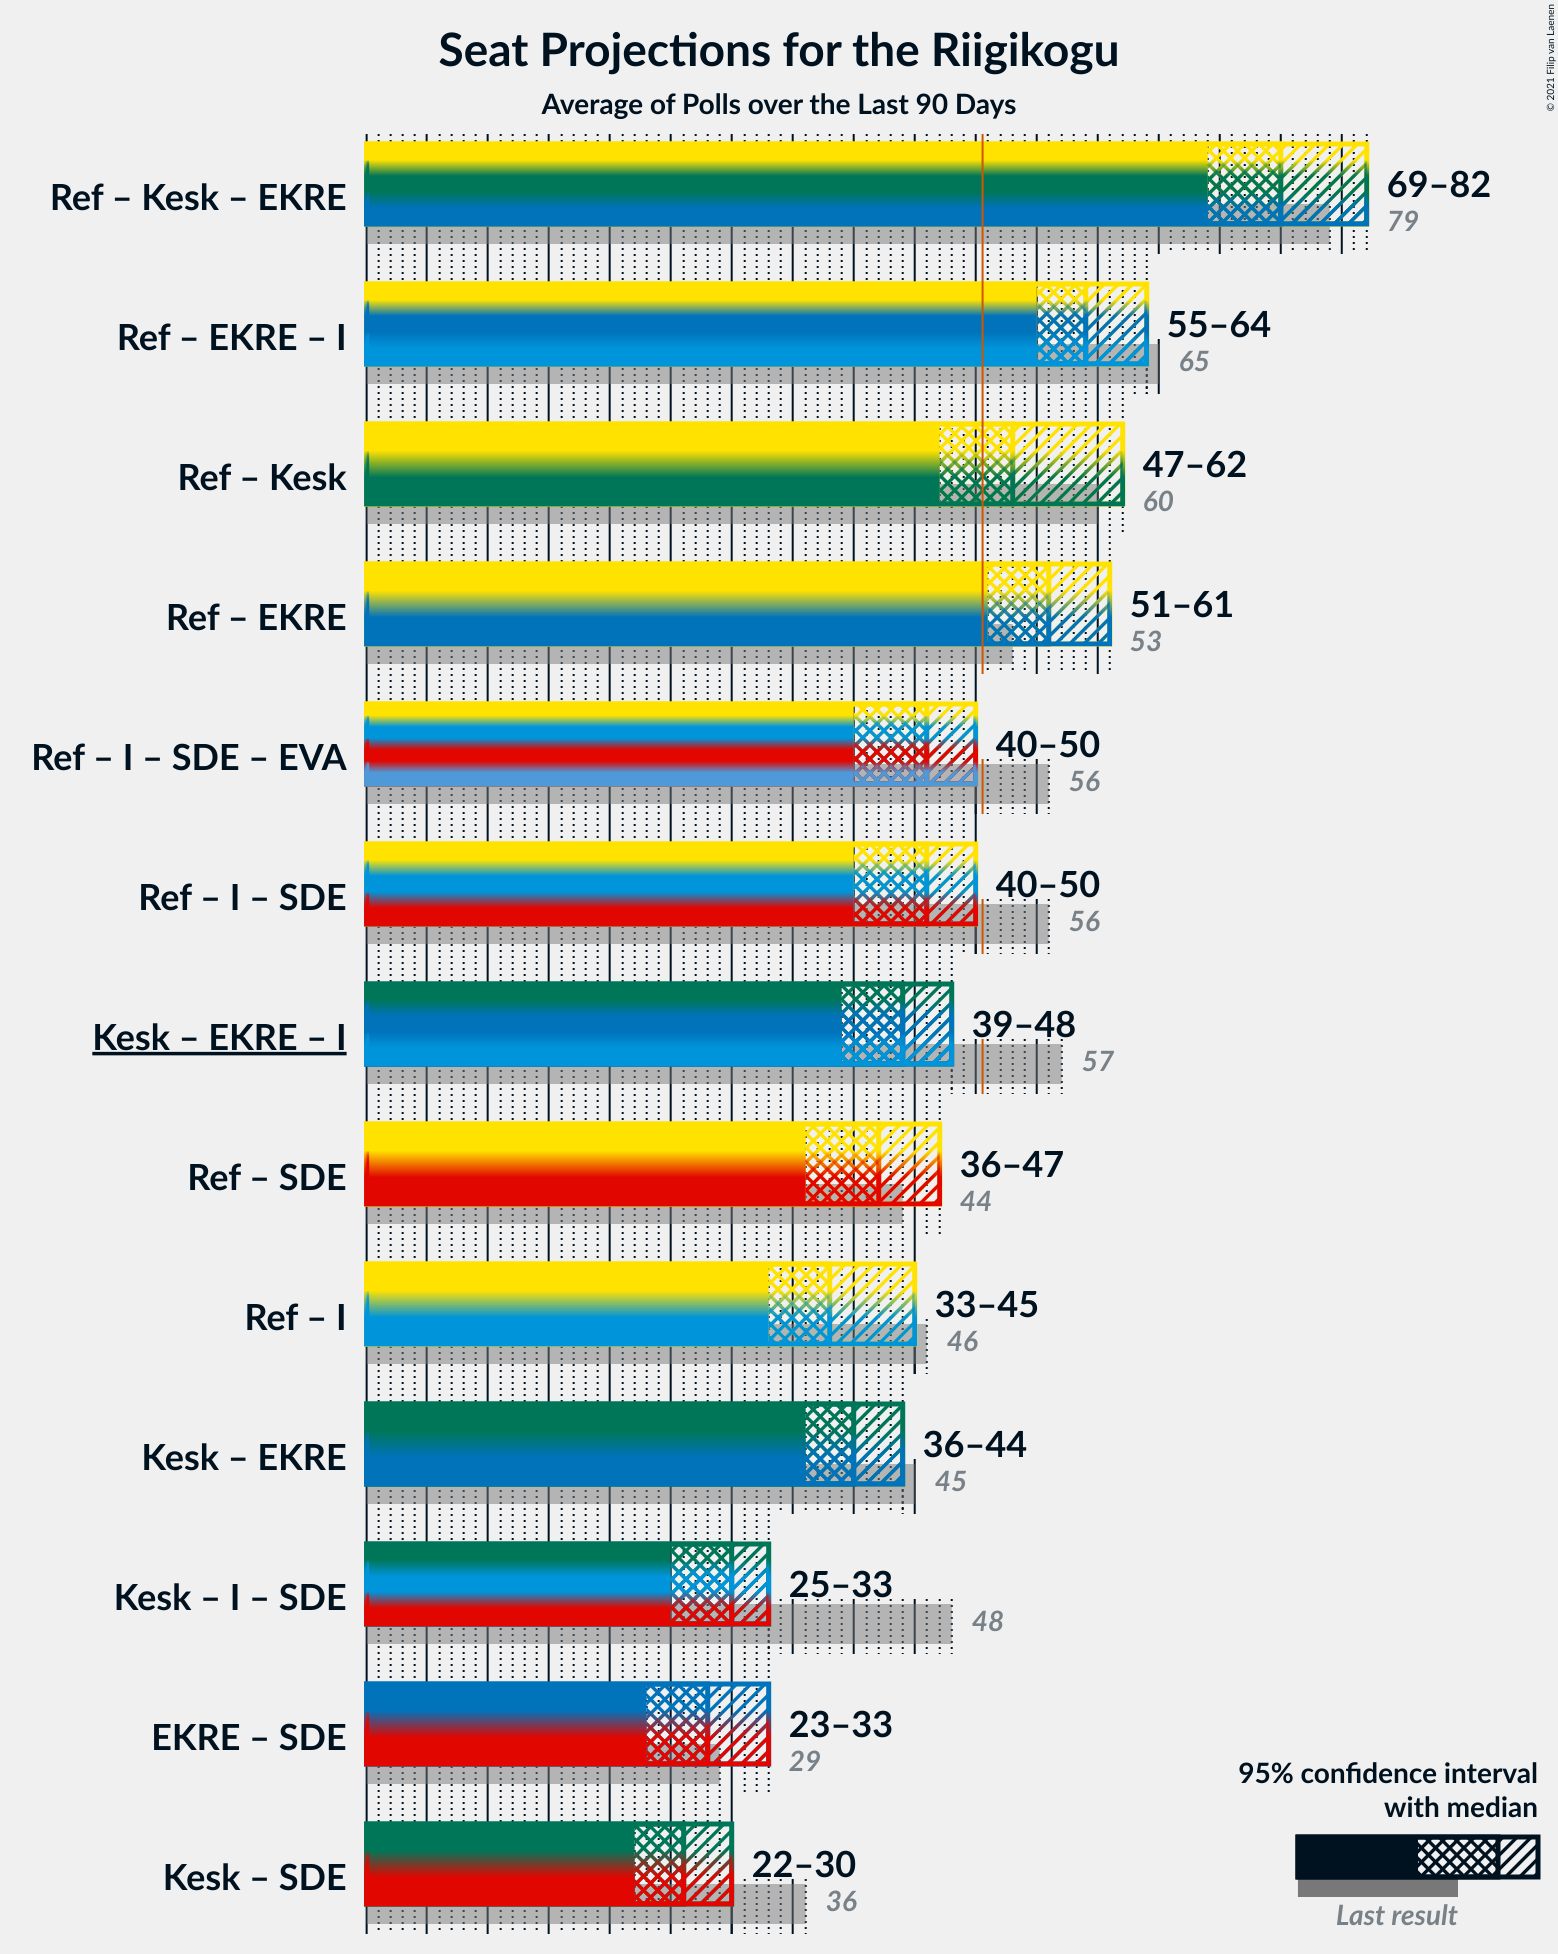 Seat Projections for the Riigikogu
Average of Polls over the Last 90 Days
© 2021 Filip van Laenen
Ref – Kesk – EKRE
69–82
79
Ref – EKRE – I
55–64
65
Ref – Kesk
47–62
60
Ref – EKRE
51–61
53
Ref – I – SDE – EVA
40–50
56
Ref – I – SDE
40–50
56
Kesk – EKRE – I
39–48
57
Ref – SDE
36–47
44
Ref – I
33–45
46
Kesk – EKRE
36–44
45
Kesk – I – SDE
25–33
48
EKRE – SDE
23–33
29
Kesk – SDE
22–30
36
95% confidence interval
with median
Last result